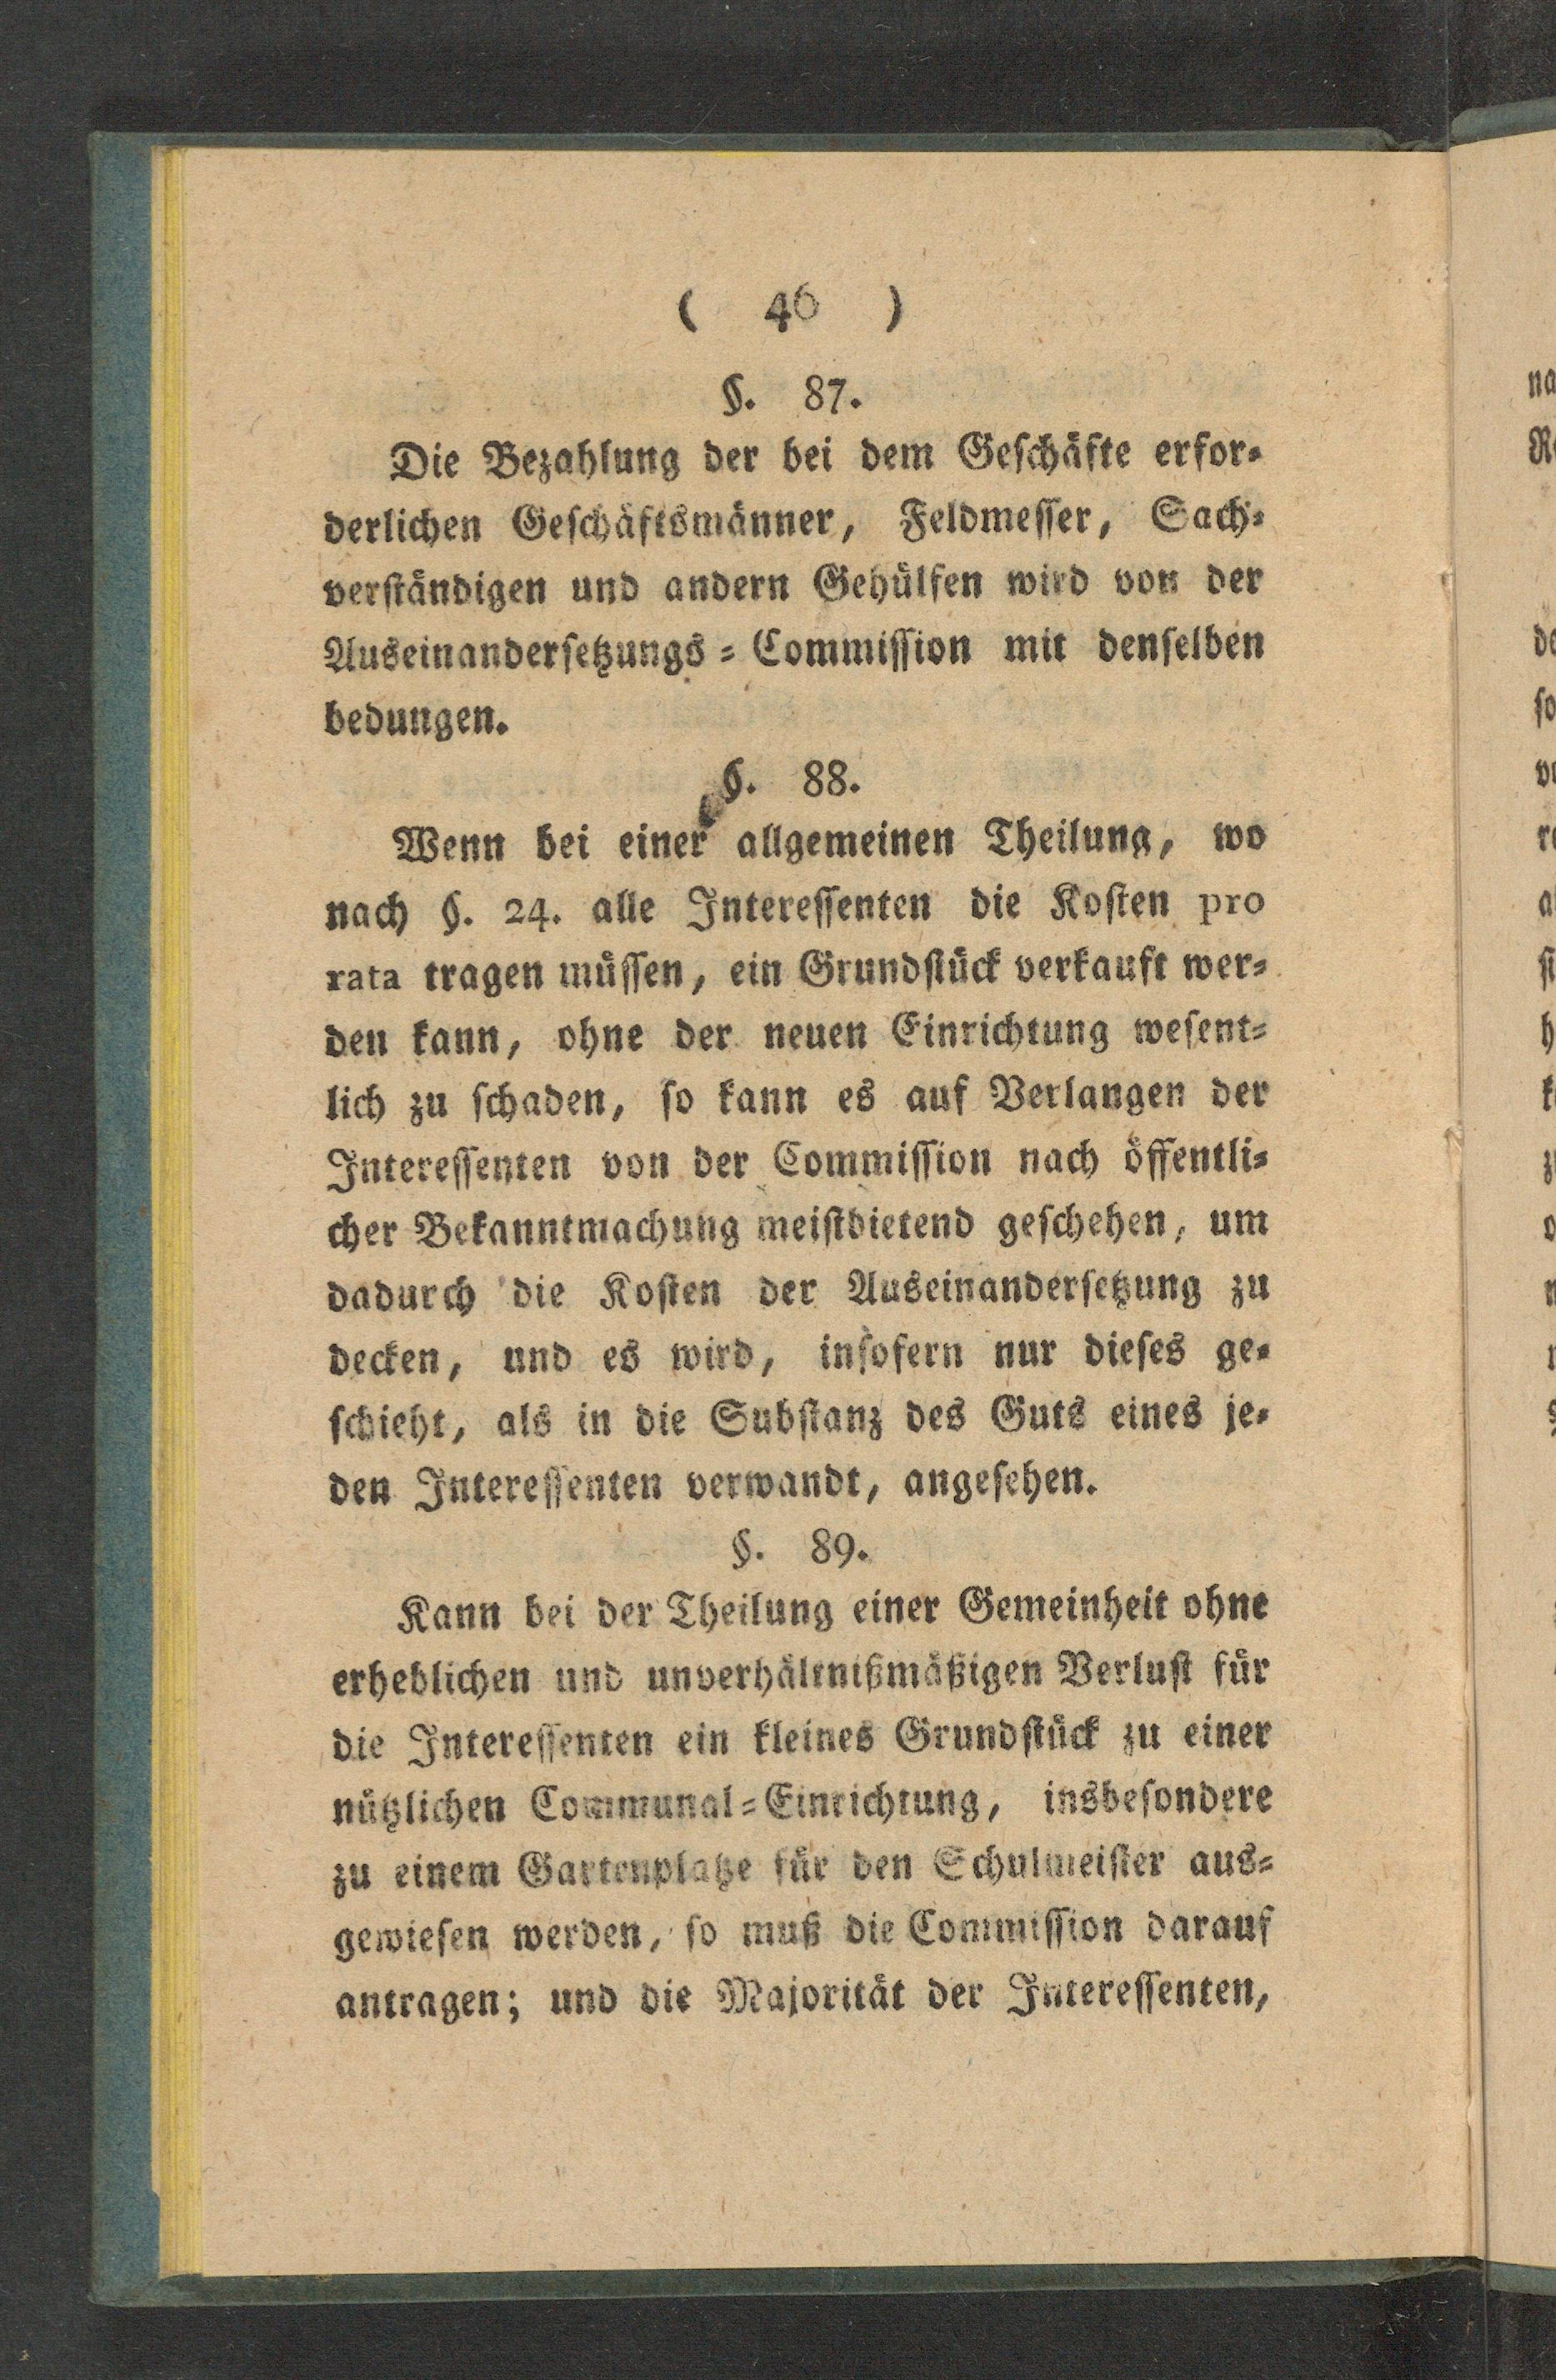 ( 46 )
§. 87.
Die Bezahlung der bei dem Geschäfte erfor-
derlichen Geschäftsmänner, Feldmesser, Sach-
verständigen und andern Gehülfen wird von der
Auseinandersetzungs-Commission mit denselben
bedungen.
§. 88.
Wenn bei einer allgemeinen Theilung, wo
nach §. 24. alle Interessenten die Kosten pro
rata tragen müssen, ein Grundstück verkauft wer-
den kann, ohne der neuen Einrichtung wesent-
lich zu schaden, so kann es auf Verlangen der
Interessenten von der Commission nach öffentli-
cher Bekanntmachung meistbietend geschehen, um
dadurch die Kosten der Auseinandersetzung zu
decken, und es wird, insofern nur dieses ge-
schieht, als in die Substanz des Guts eines je-
den Interessenten verwandt, angesehen.
§. 89.
Kann bei der Theilung einer Gemeinheit ohne
erheblichen und unverhältnißmäßigen Verlust für
die Interessenten ein kleines Grundstück zu einer
nützlichen Communal-Einrichtung, insbesondere
zu einem Gartenplatze für den Schulmeister aus-
gewiesen werden, so muß die Commission darauf
antragen; und die Majorität der Interessenten,